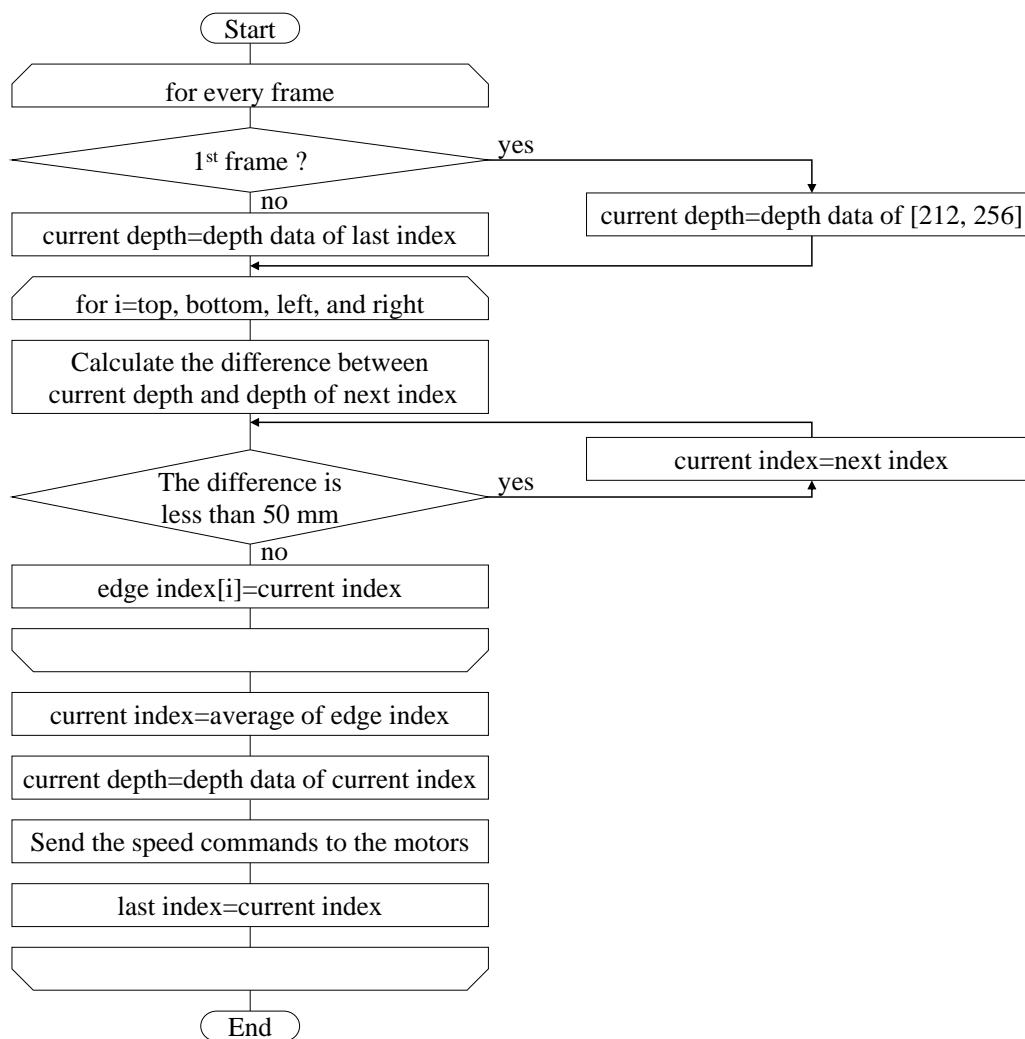 Start
for every frame
1st frame ?
yes
no
current depth=depth data of [212, 256]
current depth=depth data of last index
for i=top, bottom, left, and right
Calculate the difference between
current depth and depth of next index
current index=next index
The difference is
less than 50 mm
yes
no
edge index[i]=current index
current index=average of edge index
current depth=depth data of current index
Send the speed commands to the motors
last index=current index
End